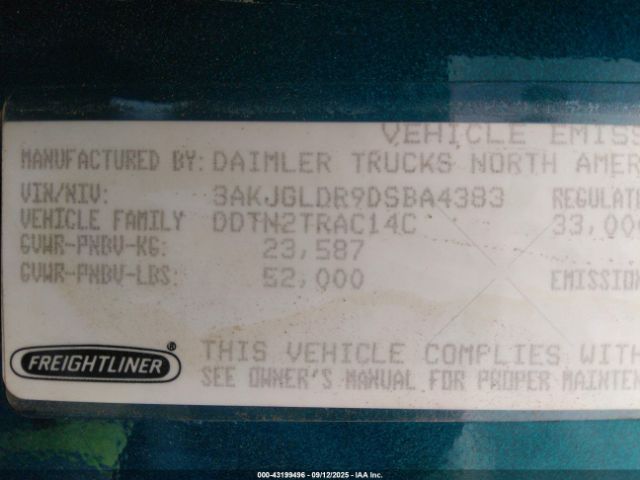 VEHICLE EMISS
MANUFACTURED BY: DAIMLER TRUCKS NORTH AMER
VIN/NIV: 3AKJGLDR9DSBA4383 REGULATE
VEHICLE FAMILY DDTN2TRAC14C 33,000
GVWR-PNBV-KG: 23,587
GVWR-PNBV-LBS: 52,000 EMISSION
FREIGHTLINER®
THIS VEHICLE COMPLIES WITH
SEE OWNER'S MANUAL FOR PROPER MAINTEN
000-43199496 - 09/12/2025 - IAA Inc.